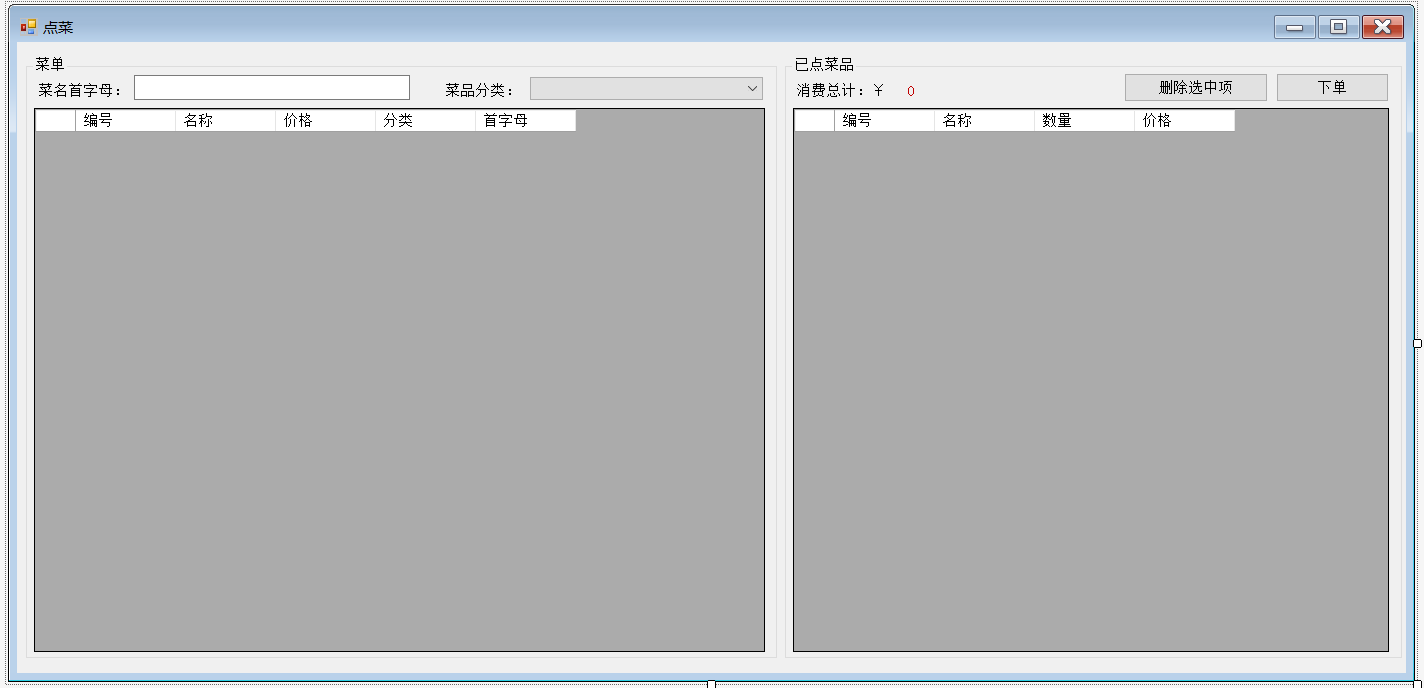 点菜
菜单
菜名首字母： 菜品分类：
编号 名称 价格 分类 首字母
已点菜品
消费总计：￥ 0 删除选中项 下单
编号 名称 数量 价格